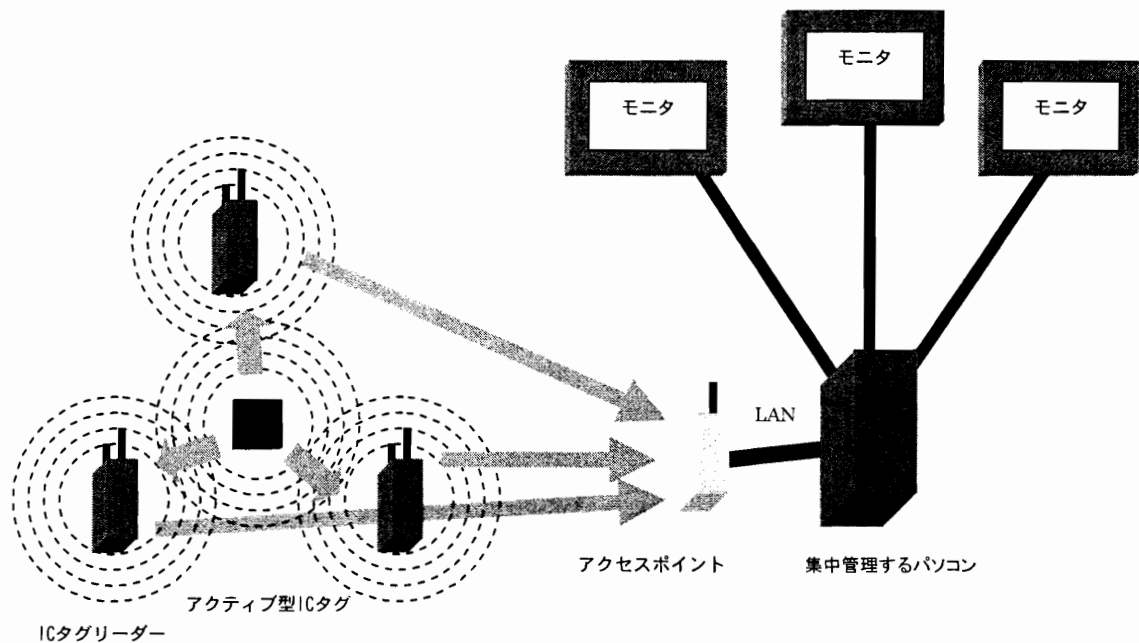 モニタ
モニタ
モニタ
LAN
アクセスポイント
集中管理するパソコン
アクティブ型ICタグ
ICタグリーダー